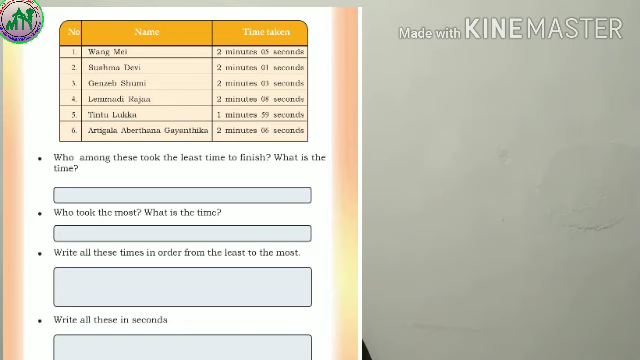 Made with KINEMASTER
No Name Time taken
1. Wang Mei 2 minutes 05 seconds
2. Sushma Devi 2 minutes 01 seconds
3. Genzeb Shumi 2 minutes 03 seconds
4. Lemmadi Rajaa 2 minutes 08 seconds
5. Tintu Lukka 1 minutes 59 seconds
6. Artigala Aberthana Gayanthika 2 minutes 06 seconds
• Who among these took the least time to finish? What is the
time?
• Who took the most? What is the time?
• Write all these times in order from the least to the most.
• Write all these in seconds